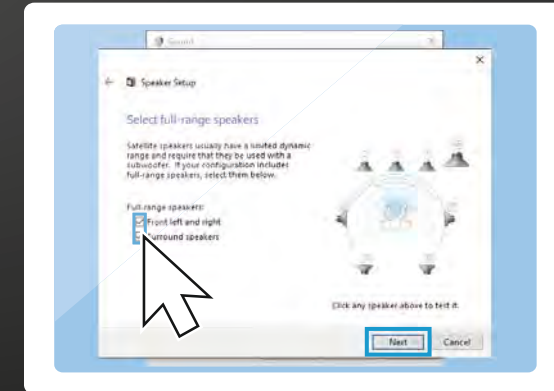 Sound
Speaker Setup
Select full-range speakers
Satellite speakers usually have a limited dynamic
range and require that they be used with a
subwoofer. If your configuration includes
full-range speakers, select them below.
Full-range speakers:
Front left and right
Surround speakers
Click any speaker above to test it.
Next
Cancel